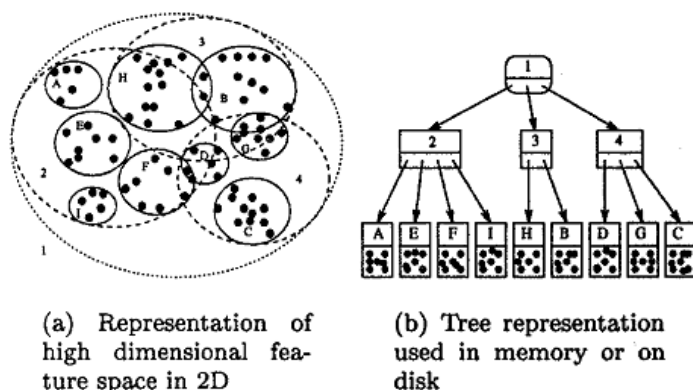 3
A
H
B
E
G
D
2
F
4
I
C
1
1
2 3 4
A E F I H B D G C
(a) Representation of
high dimensional fea-
ture space in 2D
(b) Tree representation
used in memory or on
disk